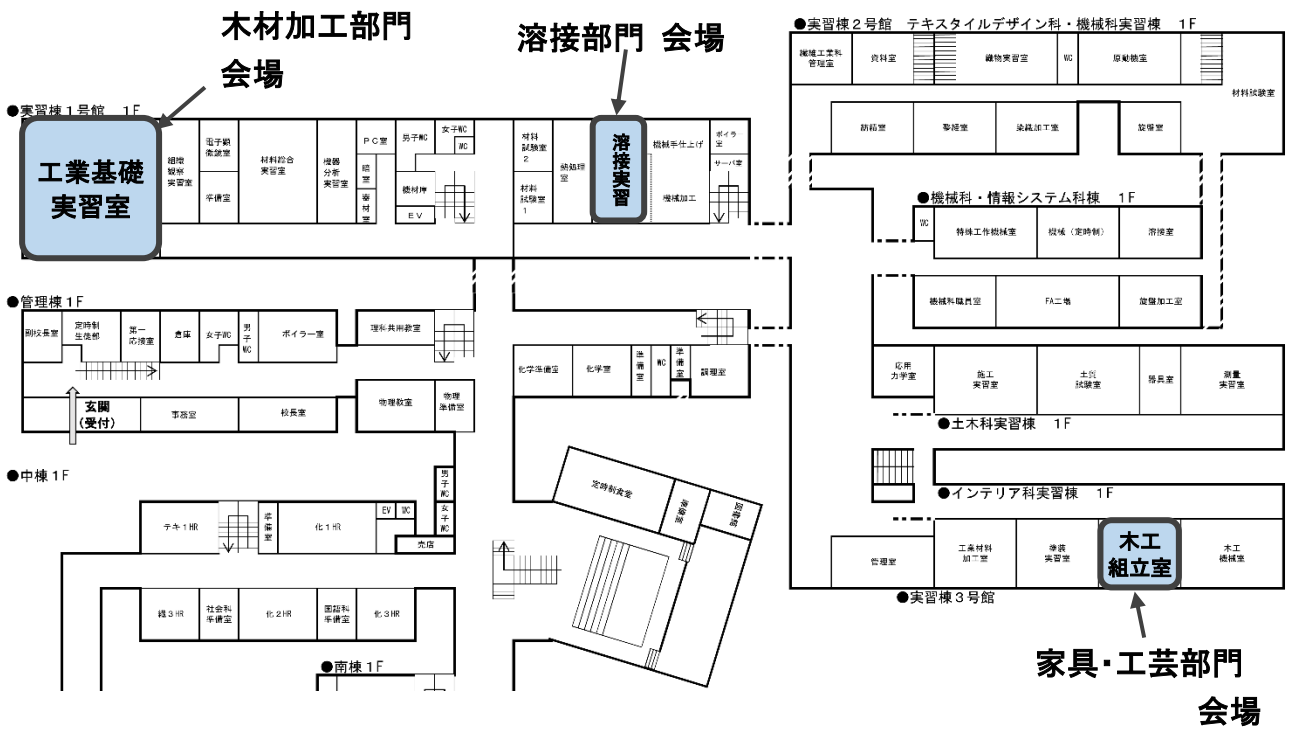 木材加工部門
会場
溶接部門 会場
●実習棟２号館 テキスタイルデザイン科・機械科実習棟 １Ｆ
繊維工業科
管理室
資料室
織物実習室
WC
原動機室
材料試験室
紡績室
整経室
染織加工室
旋盤室
●実習棟１号館 １Ｆ
工業基礎
実習室
組織
観察
実習室
電子顕
微鏡室
準備室
材料総合
実習室
機器
分析
実習室
ＰＣ室
暗
室
男子WC
機材庫
ＥＶ
女子WC
WC
材料
試験室
２
材料
試験室
１
熱処理
室
溶接実習
機械手仕上げ
機械加工
ボイラー
室
サーバ室
●機械科・情報システム科棟 １Ｆ
WC
特殊工作機械室
機械（定時制）
溶接室
機械科職員室
FA工場
旋盤加工室
●管理棟１Ｆ
副校長室
定時制
生徒部
第一
応接室
倉庫
女子WC
男
子
WC
ボイラー室
理科共用教室
玄関
（受付）
事務室
校長室
物理教室
物理
準備室
化学準備室
化学室
準
備
室
WC
準
備
室
調理室
応用
力学室
施工
実習室
土質
試験室
器具室
測量
実習室
●土木科実習棟 １Ｆ
●中棟１Ｆ
男
子
WC
女
子
WC
テキ１HR
準
備
室
化１HR
EV
WC
売店
繊３HR
社会科
準備室
化２HR
国語科
準備室
化３HR
●南棟１Ｆ
定時制食堂
厨房室
図書館
●インテリア科実習棟 １Ｆ
管理室
工業材料
加工室
塗装
実習室
木工
組立室
木工
機械室
●実習棟３号館
家具・工芸部門
会場